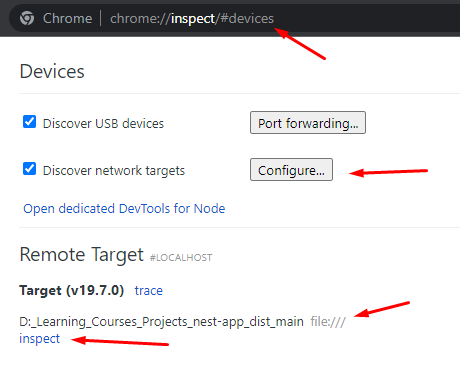 Chrome | chrome://inspect/#devices
Devices
Discover USB devices Port forwarding...
Discover network targets Configure...
Open dedicated DevTools for Node
Remote Target #LOCALHOST
Target (v19.7.0) trace
D:_Learning_Courses_Projects_nest-app_dist_main file:///
inspect